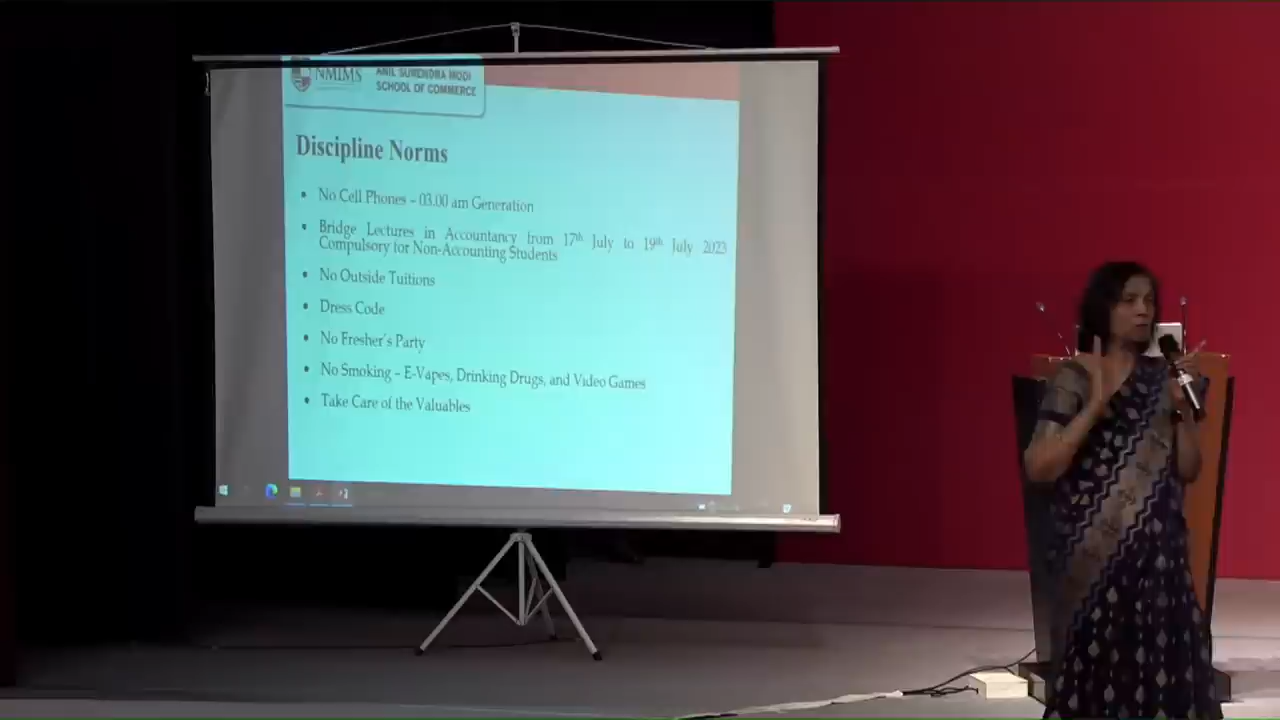 NMIMS
ANIL SURENDRA MODI
SCHOOL OF COMMERCE
Discipline Norms
• No Cell Phones – 03.00 am Generation
• Bridge Lectures in Accountancy from 17th July to 19th July 2023
Compulsory for Non-Accounting Students
• No Outside Tuitions
• Dress Code
• No Fresher's Party
• No Smoking – E-Vapes, Drinking Drugs, and Video Games
• Take Care of the Valuables